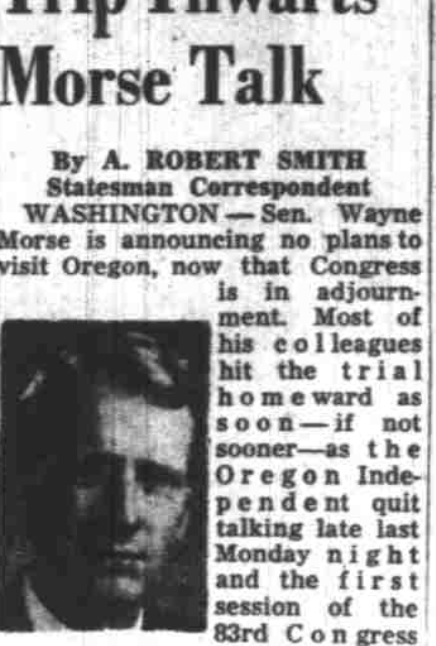 Trip Thwarts
Morse Talk
By A. ROBERT SMITH
Statesman Correspondent
WASHINGTON — Sen. Wayne
Morse is announcing no plans to
visit Oregon, now that Congress
is in adjourn-
ment. Most of
his colleagues
hit the trial
homeward as
soon — if not
sooner—as the
Oregon Inde-
pendent quit
talking late last
Monday night
and the first
session of the
83rd Congress